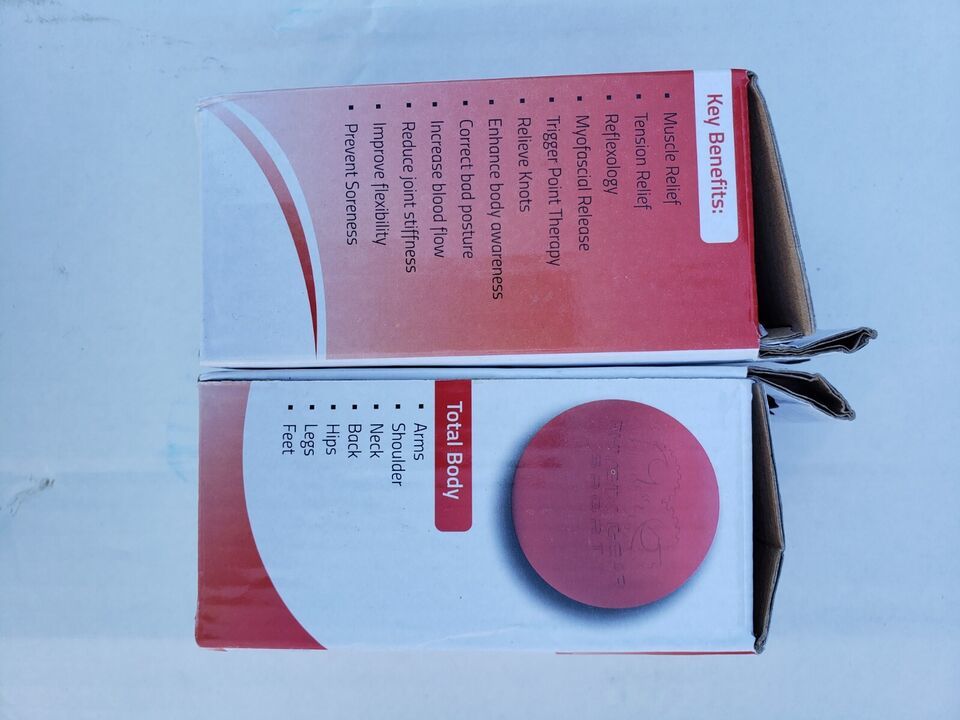 Key Benefits:
▪ Muscle Relief
▪ Tension Relief
▪ Reflexology
▪ Myofascial Release
▪ Trigger Point Therapy
▪ Relieve Knots
▪ Enhance body awareness
▪ Correct bad posture
▪ Increase blood flow
▪ Reduce joint stiffness
▪ Improve flexibility
▪ Prevent Soreness
Total Body
▪ Arms
▪ Shoulder
▪ Neck
▪ Back
▪ Hips
▪ Legs
▪ Feet